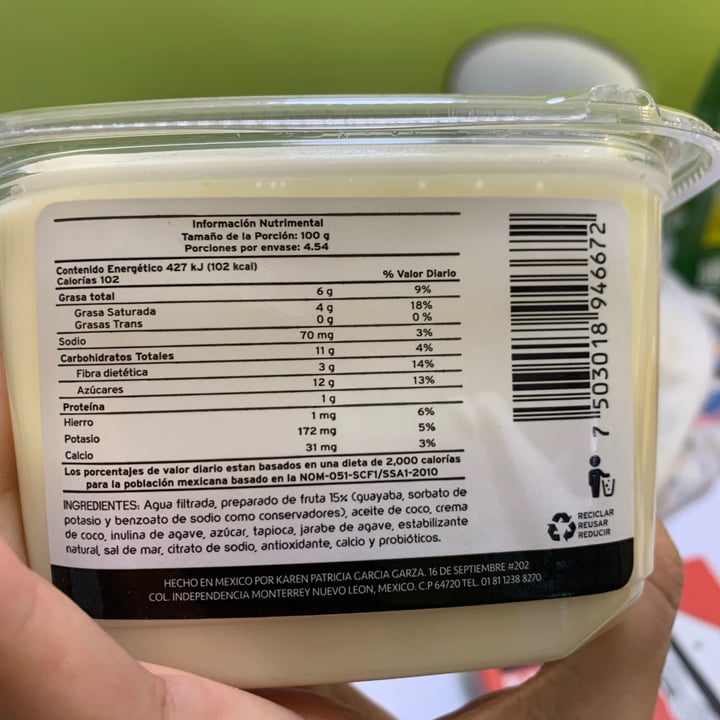 Información Nutrimental
Tamaño de la Porción: 100 g
Porciones por envase: 4.54
Contenido Energético 427 kJ (102 kcal)
Calorías 102
% Valor Diario
Grasa total 6 g 9%
Grasa Saturada 4 g 18%
Grasas Trans 0 g 0 %
Sodio 70 mg 3%
Carbohidratos Totales 11 g 4%
Fibra dietética 3 g 14%
Azúcares 12 g 13%
Proteína 1 g
Hierro 1 mg 6%
Potasio 172 mg 5%
Calcio 31 mg 3%
Los porcentajes de valor diario estan basados en una dieta de 2,000 calorías
para la población mexicana basado en la NOM-051-SCF1/SSA1-2010
INGREDIENTES: Agua filtrada, preparado de fruta 15% (guayaba, sorbato de
potasio y benzoato de sodio como conservadores), aceite de coco, crema
de coco, inulina de agave, azúcar, tapioca, jarabe de agave, estabilizante
natural, sal de mar, citrato de sodio, antioxidante, calcio y probióticos.
HECHO EN MEXICO POR KAREN PATRICIA GARCIA GARZA. 16 DE SEPTIEMBRE #202
COL. INDEPENDENCIA MONTERREY NUEVO LEON, MEXICO. C.P 64720 TEL. 01 81 1238 8270
7 503018 946672
RECICLAR
REUSAR
REDUCIR